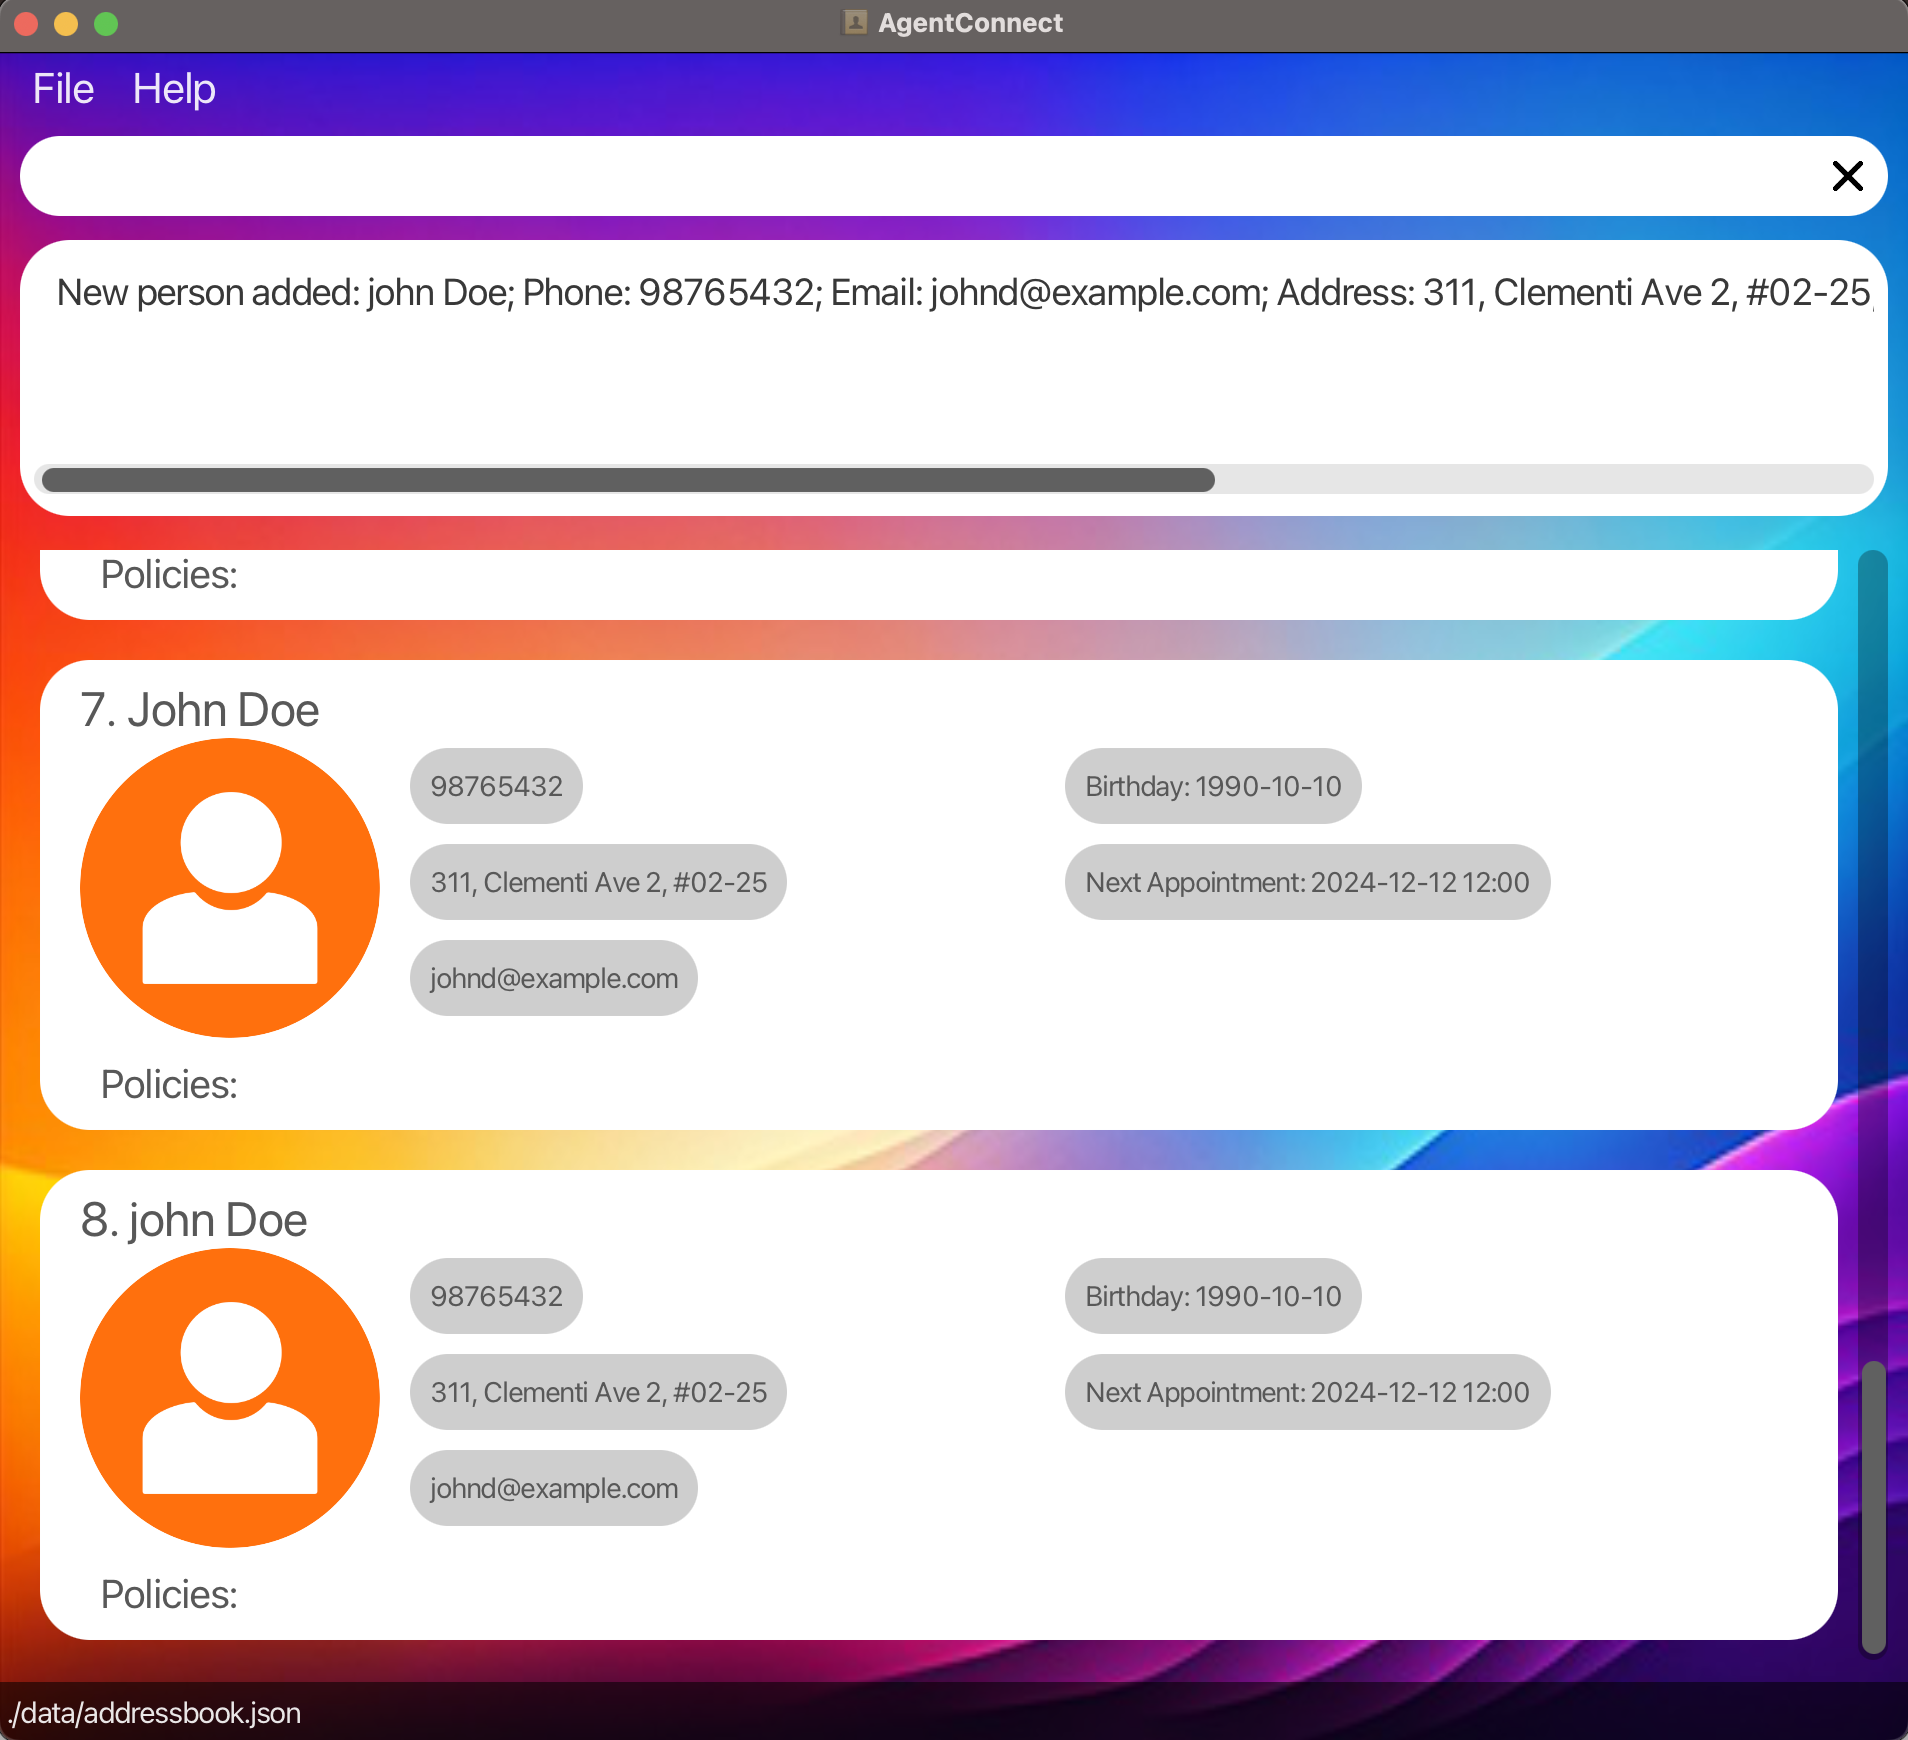 AgentConnect
File Help
New person added: john Doe; Phone: 98765432; Email: johnd@example.com; Address: 311, Clementi Ave 2, #02-25,
Policies:
7. John Doe
98765432 Birthday: 1990-10-10
311, Clementi Ave 2, #02-25 Next Appointment: 2024-12-12 12:00
johnd@example.com
Policies:
8. john Doe
98765432 Birthday: 1990-10-10
311, Clementi Ave 2, #02-25 Next Appointment: 2024-12-12 12:00
johnd@example.com
Policies:
./data/addressbook.json